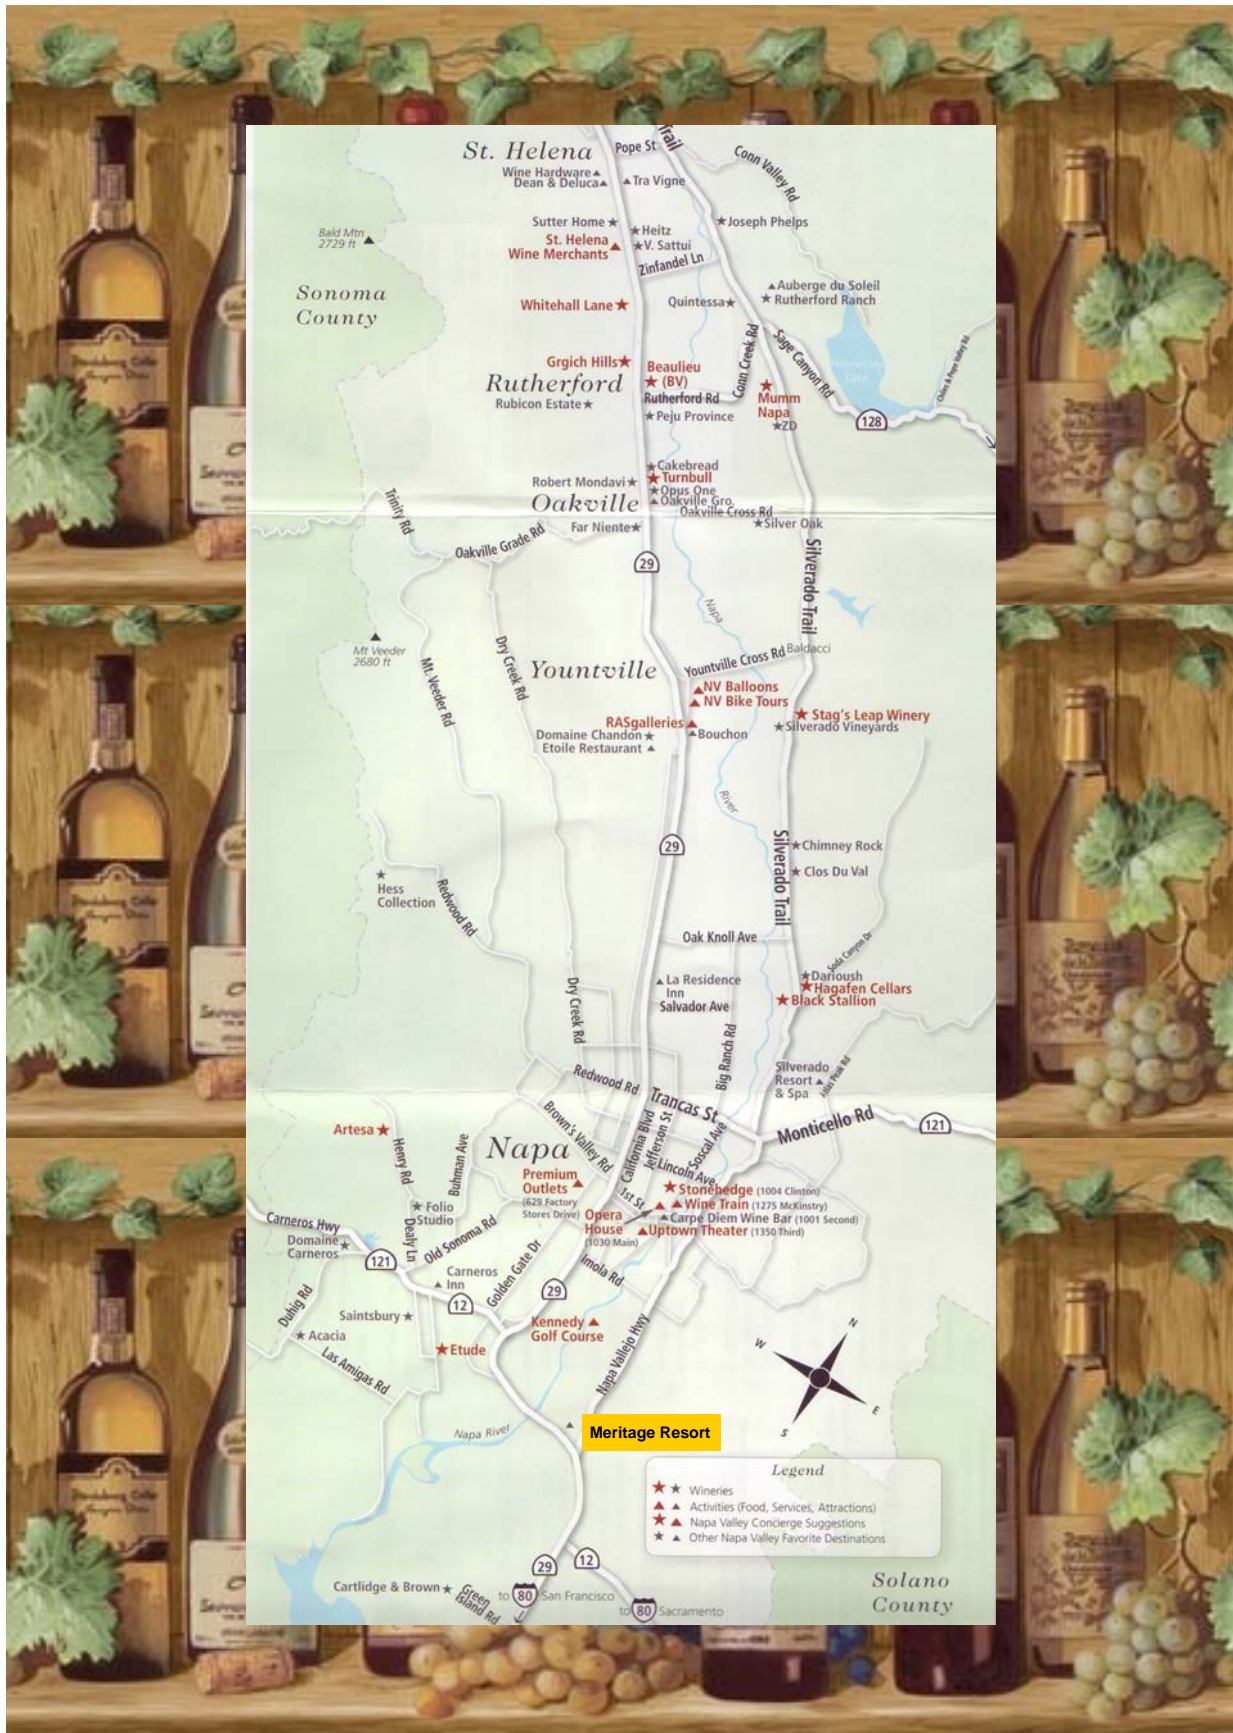 Trail
Pope St
St. Helena
Conn Valley Rd
Wine Hardware
Dean & Deluca
Tra Vigne
Sutter Home
Joseph Phelps
Heitz
St. Helena
Wine Merchants
V. Sattui
Bald Mtn
2729 ft
Zinfandel Ln
Sonoma
County
Auberge du Soleil
Rutherford Ranch
Quintessa
Whitehall Lane
Conn Creek Rd
Sage Canyon Rd
Grgich Hills
Beaulieu
(BV)
Rutherford
Rutherford Rd
Rubicon Estate
Mumm
Napa
Peju Province
ZD
128
Lane
Cakebread
Turnbull
Robert Mondavi
Opus One
Oakville Gro.
Oakville
Oakville Cross Rd
Silver Oak
Far Niente
Trinity Rd
Oakville Grade Rd
29
Silverado Trail
Napa
Mt Veeder
2680 ft
Dry Creek Rd
Mt. Veeder Rd
Yountville
Yountville Cross Rd
Baldacci
NV Balloons
NV Bike Tours
RASgalleries
Stag's Leap Winery
Silverado Vineyards
Domaine Chandon
Etoile Restaurant
Bouchon
River
29
Silverado Trail
Chimney Rock
Clos Du Val
Hess
Collection
Redwood Rd
Oak Knoll Ave
Soda Canyon Dr
Darioush
Hagafen Cellars
Black Stallion
La Residence
Inn
Salvador Ave
Dry Creek Rd
Big Ranch Rd
Silverado
Resort
& Spa
Atlas Peak Rd
Redwood Rd
Trancas St
Monticello Rd
121
Artesa
Henry Rd
Buhman Ave
Napa
Brown's Valley Rd
California Blvd
Jefferson St
Soscal Ave
Lincoln Ave
Premium
Outlets
(629 Factory
Stores Drive)
1st St
Stonehedge (1004 Clinton)
Wine Train (1275 McKinstry)
Carpe Diem Wine Bar (1001 Second)
Uptown Theater (1350 Third)
Opera
House
(1030 Main)
Folio
Studio
Carneros Hwy
Domaine
Carneros
121
Dealy Ln
Old Sonoma Rd
Golden Gate Dr
Imola Rd
Carneros
Inn
12
29
Duhig Rd
Saintsbury
Acacia
Kennedy
Golf Course
Napa Vallejo Hwy
Etude
Las Amigas Rd
N
W
E
S
Napa River
Meritage Resort
Legend
Wineries
Activities (Food, Services, Attractions)
Napa Valley Concierge Suggestions
Other Napa Valley Favorite Destinations
29
12
Cartlidge & Brown
Green
Island Rd
to 80 San Francisco
to 80 Sacramento
Solano
County